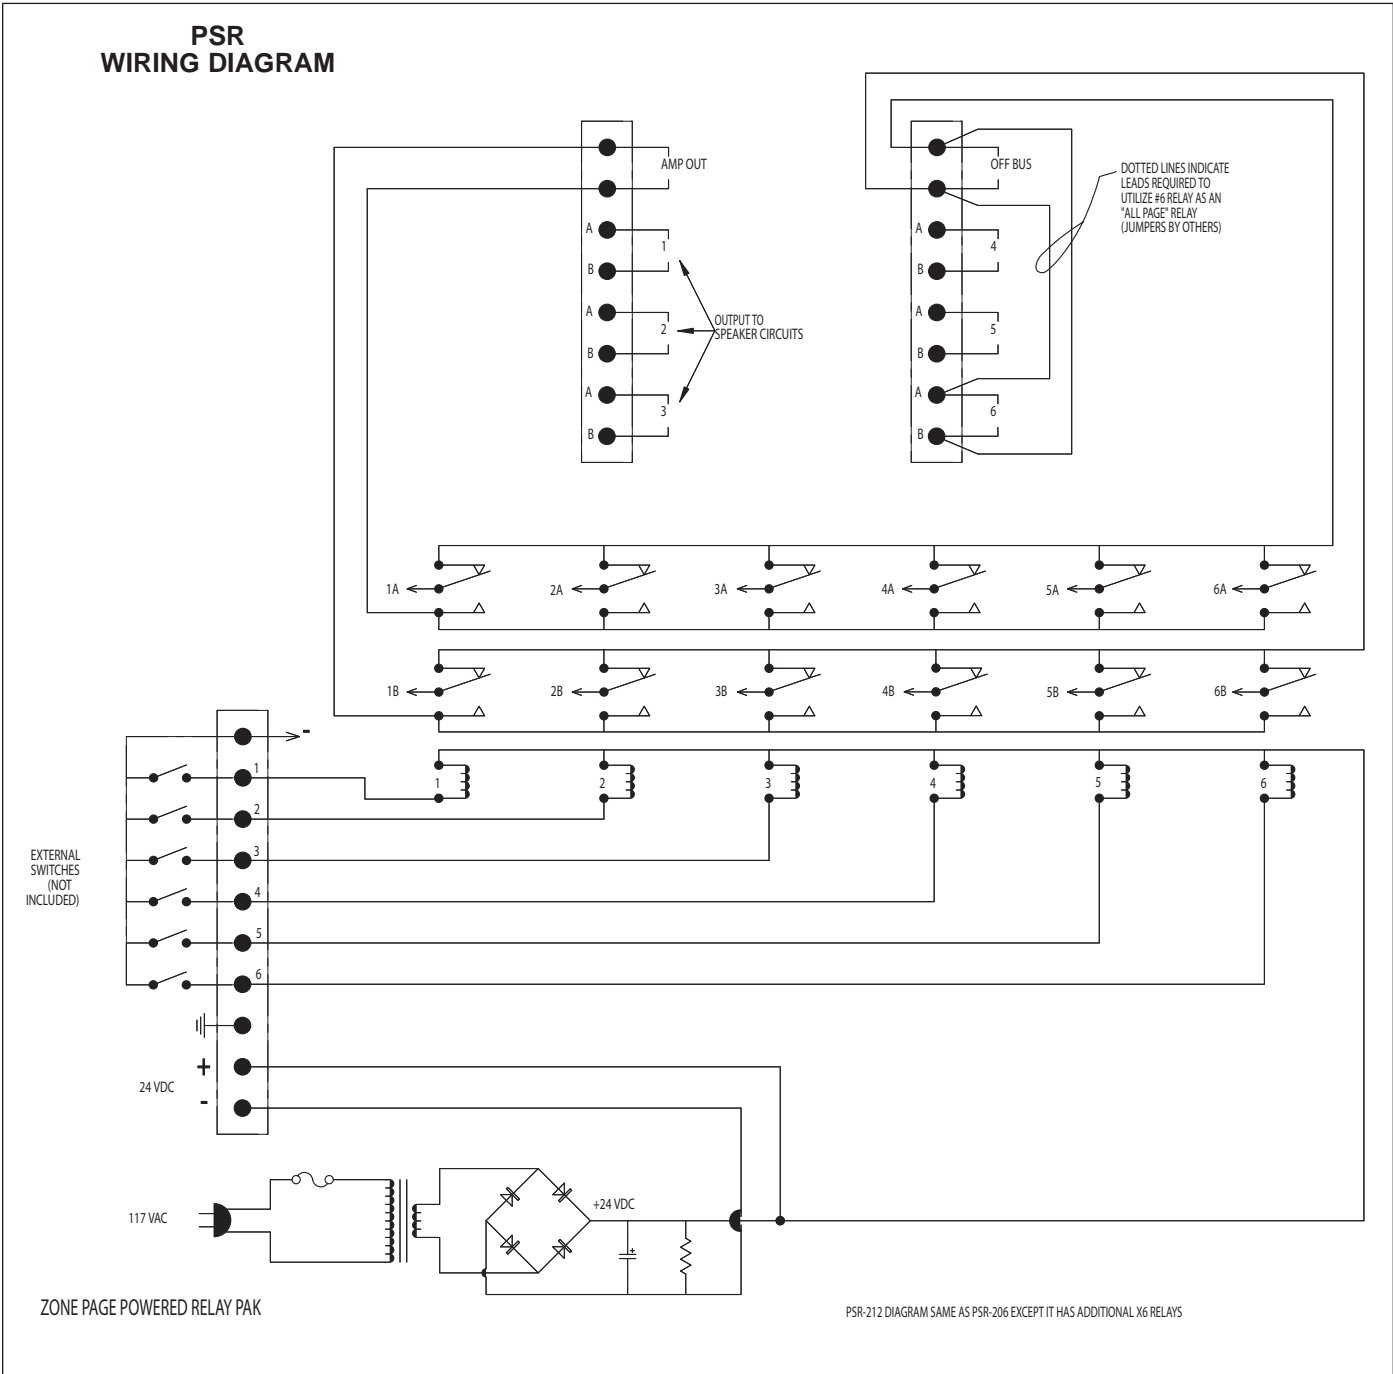 PSR
WIRING DIAGRAM
AMP OUT
A
1
B
A
2
B
A
3
B
OUTPUT TO
SPEAKER CIRCUITS
OFF BUS
A
4
B
A
5
B
A
6
B
DOTTED LINES INDICATE
LEADS REQUIRED TO
UTILIZE #6 RELAY AS AN
"ALL PAGE" RELAY
(JUMPERS BY OTHERS)
1A
2A
3A
4A
5A
6A
1B
2B
3B
4B
5B
6B
-
1
2
3
4
5
6
1
2
3
4
5
6
EXTERNAL
SWITCHES
(NOT
INCLUDED)
+
24 VDC
-
117 VAC
+24 VDC
+
ZONE PAGE POWERED RELAY PAK
PSR-212 DIAGRAM SAME AS PSR-206 EXCEPT IT HAS ADDITIONAL X6 RELAYS